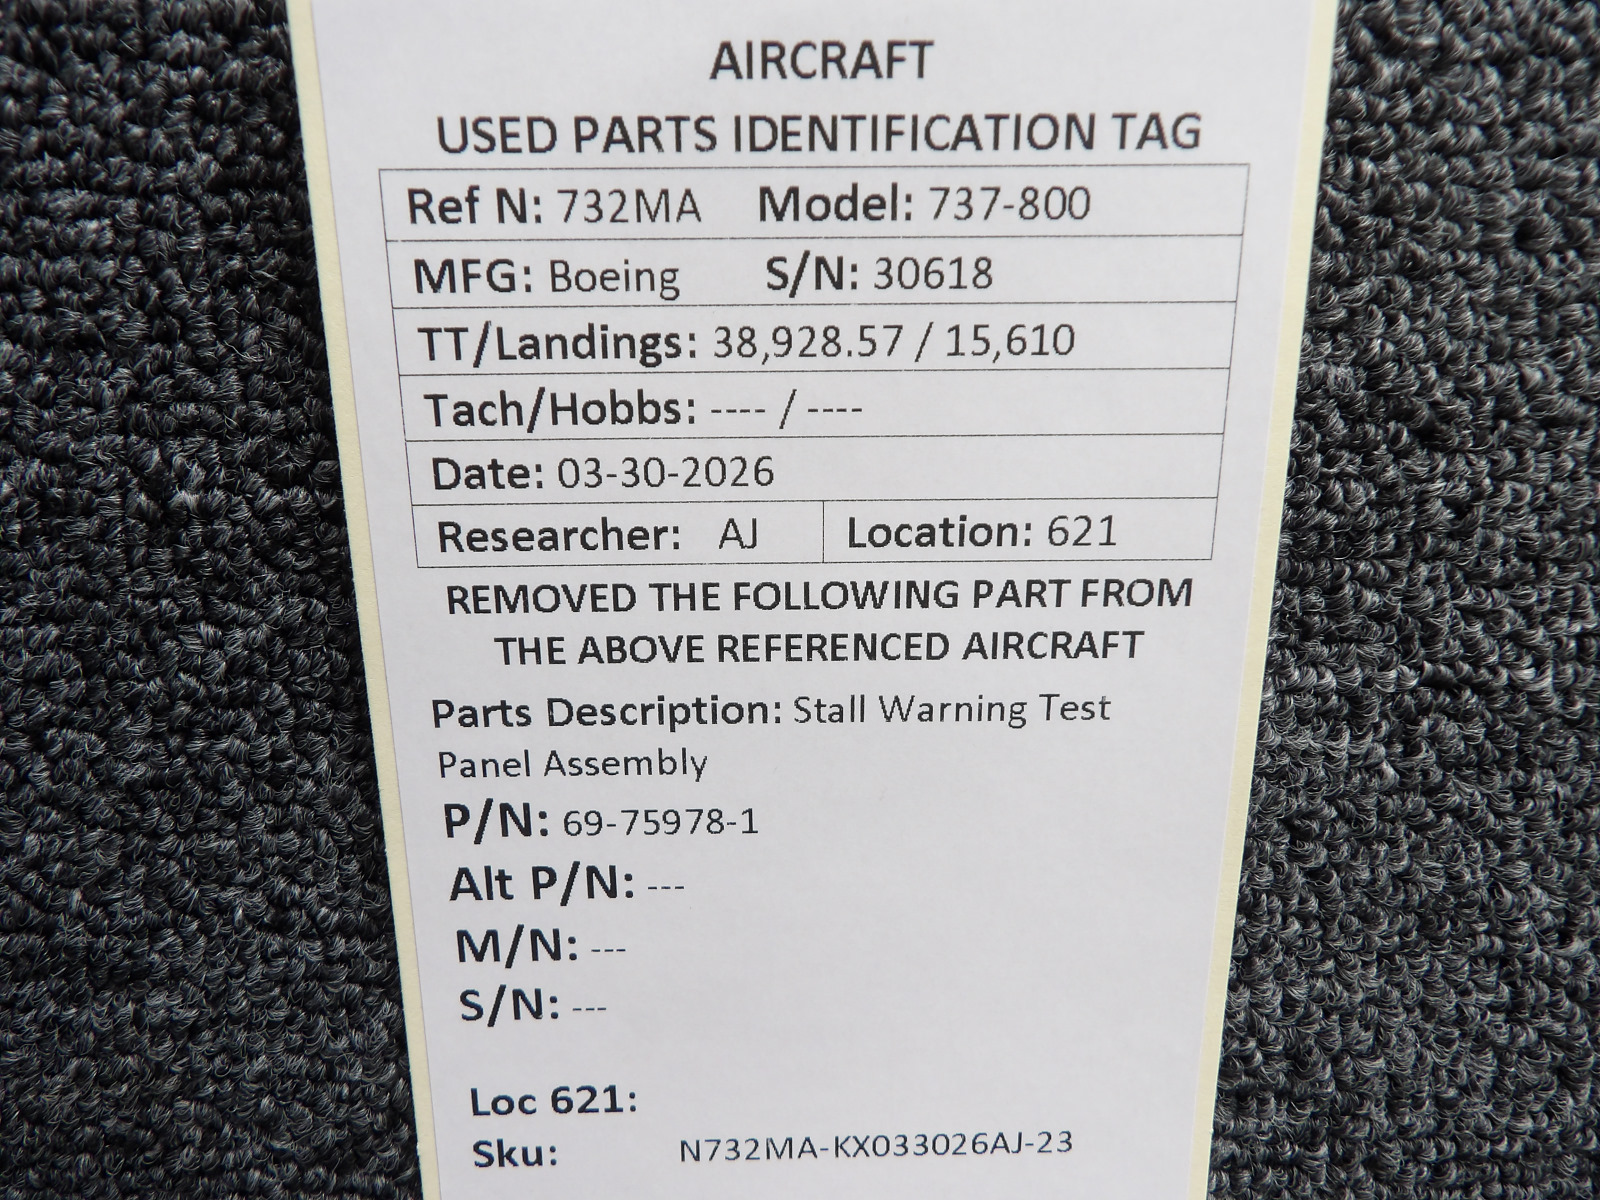 AIRCRAFT
USED PARTS IDENTIFICATION TAG
Ref N: 732MA Model: 737-800
MFG: Boeing S/N: 30618
TT/Landings: 38,928.57 / 15,610
Tach/Hobbs: ---- / ----
Date: 03-30-2026
Researcher: AJ Location: 621
REMOVED THE FOLLOWING PART FROM
THE ABOVE REFERENCED AIRCRAFT
Parts Description: Stall Warning Test
Panel Assembly
P/N: 69-75978-1
Alt P/N: ---
M/N: ---
S/N: ---
Loc 621:
Sku: N732MA-KX033026AJ-23